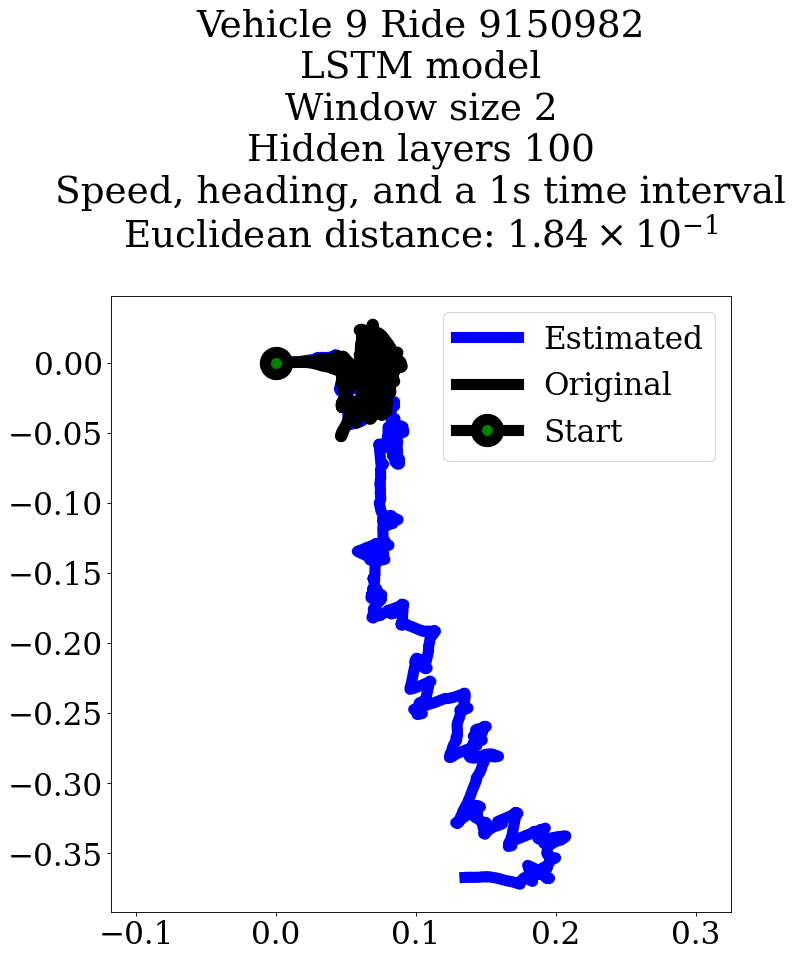 Vehicle 9 Ride 9150982
LSTM model
Window size 2
Hidden layers 100
Speed, heading, and a 1s time interval
Euclidean distance: 1.84 × 10⁻¹
Estimated
Original
Start
0.00
−0.05
−0.10
−0.15
−0.20
−0.25
−0.30
−0.35
−0.1
0.0
0.1
0.2
0.3